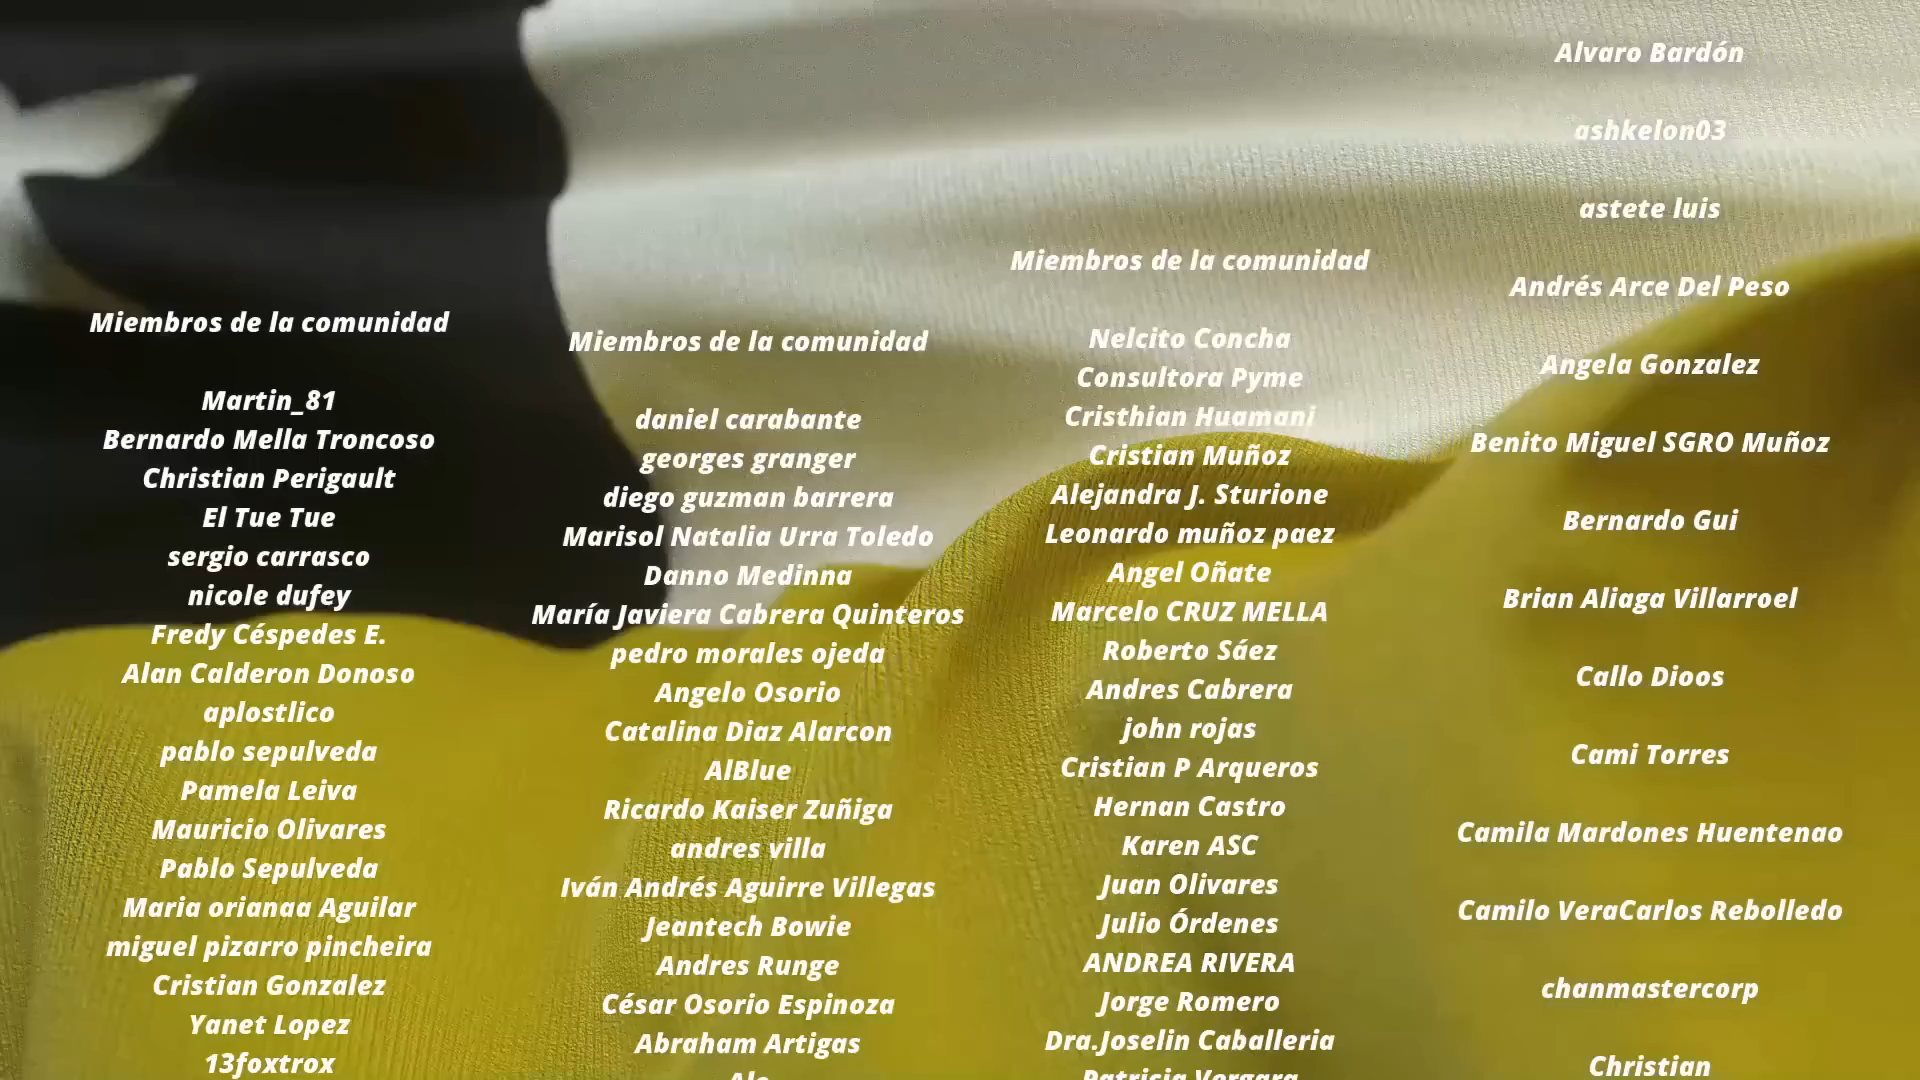 Miembros de la comunidad
Martin_81
Bernardo Mella Troncoso
Christian Perigault
El Tue Tue
sergio carrasco
nicole dufey
Fredy Céspedes E.
Alan Calderon Donoso
aplostlico
pablo sepulveda
Pamela Leiva
Mauricio Olivares
Pablo Sepulveda
Maria orianaa Aguilar
miguel pizarro pincheira
Cristian Gonzalez
Yanet Lopez
13foxtrox
Miembros de la comunidad
daniel carabante
georges granger
diego guzman barrera
Marisol Natalia Urra Toledo
Danno Medinna
María Javiera Cabrera Quinteros
pedro morales ojeda
Angelo Osorio
Catalina Diaz Alarcon
AlBlue
Ricardo Kaiser Zuñiga
andres villa
Iván Andrés Aguirre Villegas
Jeantech Bowie
Andres Runge
César Osorio Espinoza
Abraham Artigas
Miembros de la comunidad
Nelcito Concha
Consultora Pyme
Cristhian Huamani
Cristian Muñoz
Alejandra J. Sturione
Leonardo muñoz paez
Angel Oñate
Marcelo CRUZ MELLA
Roberto Sáez
Andres Cabrera
john rojas
Cristian P Arqueros
Hernan Castro
Karen ASC
Juan Olivares
Julio Órdenes
ANDREA RIVERA
Jorge Romero
Dra.Joselin Caballeria
Patricia Vergara
Alvaro Bardón
ashkelon03
astete luis
Andrés Arce Del Peso
Angela Gonzalez
Benito Miguel SGRO Muñoz
Bernardo Gui
Brian Aliaga Villarroel
Callo Dioos
Cami Torres
Camila Mardones Huentenao
Camilo VeraCarlos Rebolledo
chanmastercorp
Christian